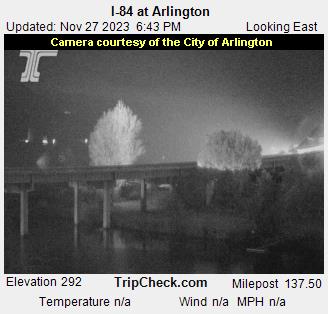 I-84 at Arlington
Updated: Nov 27 2023 6:43 PM Looking East
Camera courtesy of the City of Arlington
Elevation 292 TripCheck.com Milepost 137.50
Temperature n/a Wind n/a MPH n/a